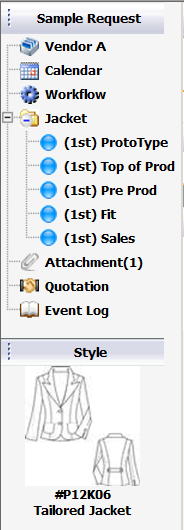 Sample Request
Vendor A
Calendar
Workflow
Jacket
(1st) ProtoType
(1st) Top of Prod
(1st) Pre Prod
(1st) Fit
(1st) Sales
Attachment(1)
Quotation
Event Log
Style
#P12K06
Tailored Jacket